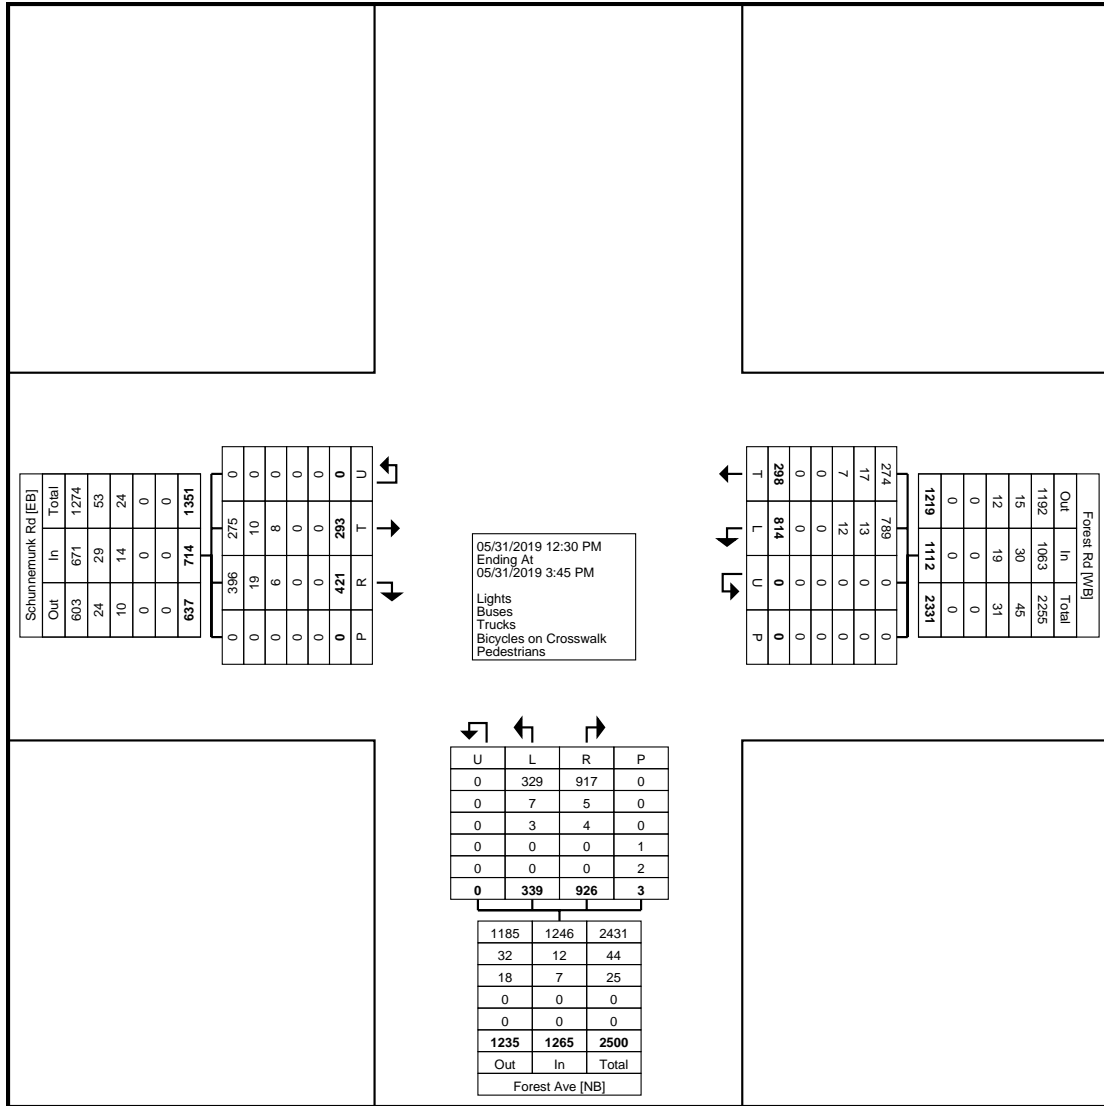 Schunnemunk Rd [EB]
Total In Out
1274 671 603
53 29 24
24 14 10
0 0 0
0 0 0
1351 714 637
U T R P
0 275 396 0
0 10 19 0
0 8 6 0
0 0 0 0
0 0 0 0
0 293 421 0
05/31/2019 12:30 PM
Ending At
05/31/2019 3:45 PM
Lights
Buses
Trucks
Bicycles on Crosswalk
Pedestrians
274 789 0 0
17 13 0 0
7 12 0 0
0 0 0 0
0 0 0 0
298 814 0 0
T L U P
Forest Rd [WB]
Out In Total
1192 1063 2255
15 30 45
12 19 31
0 0 0
0 0 0
1219 1112 2331
U L R P
0 329 917 0
0 7 5 0
0 3 4 0
0 0 0 1
0 0 0 2
0 339 926 3
1185 1246 2431
32 12 44
18 7 25
0 0 0
0 0 0
1235 1265 2500
Out In Total
Forest Ave [NB]